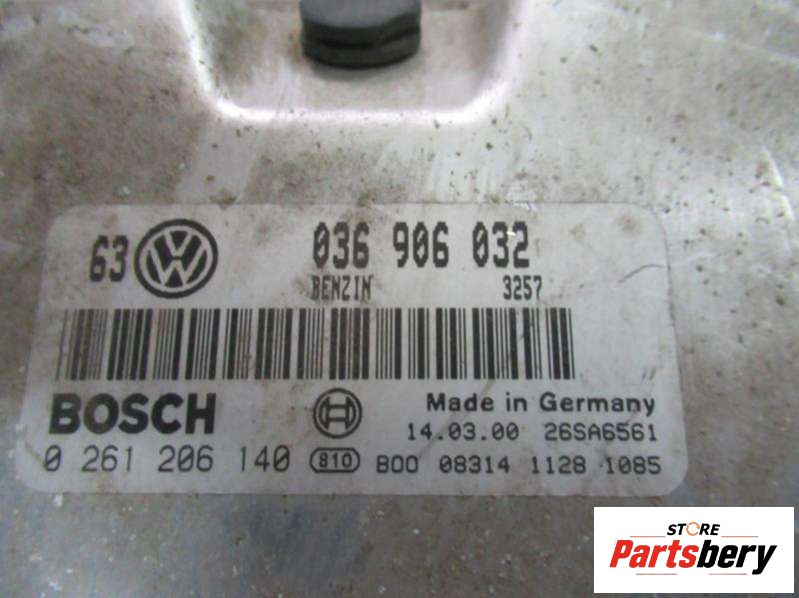 63 VW 036 906 032
BENZIN 3257
BOSCH
Made in Germany
14.03.00 26SA6561
0 261 206 140 810 B00 08314 1128 1085
STORE
Partsbery